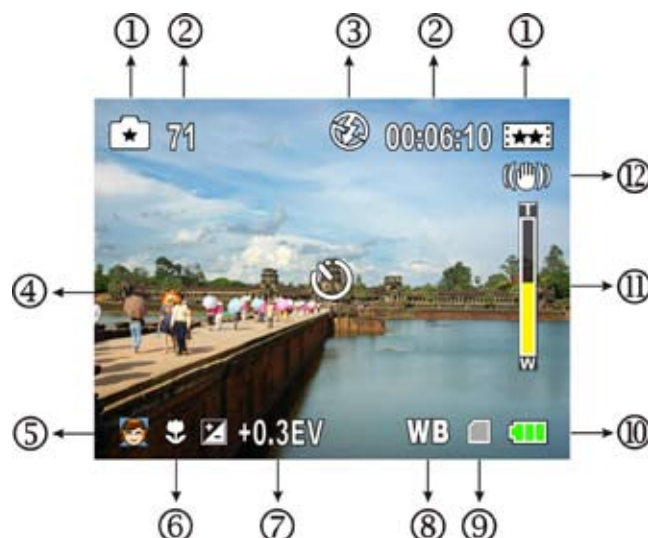 ① ② ③ ② ①
71 00:06:10
⑫
T
④ ⑪
W
⑤ +0.3EV WB ⑩
⑥ ⑦ ⑧ ⑨